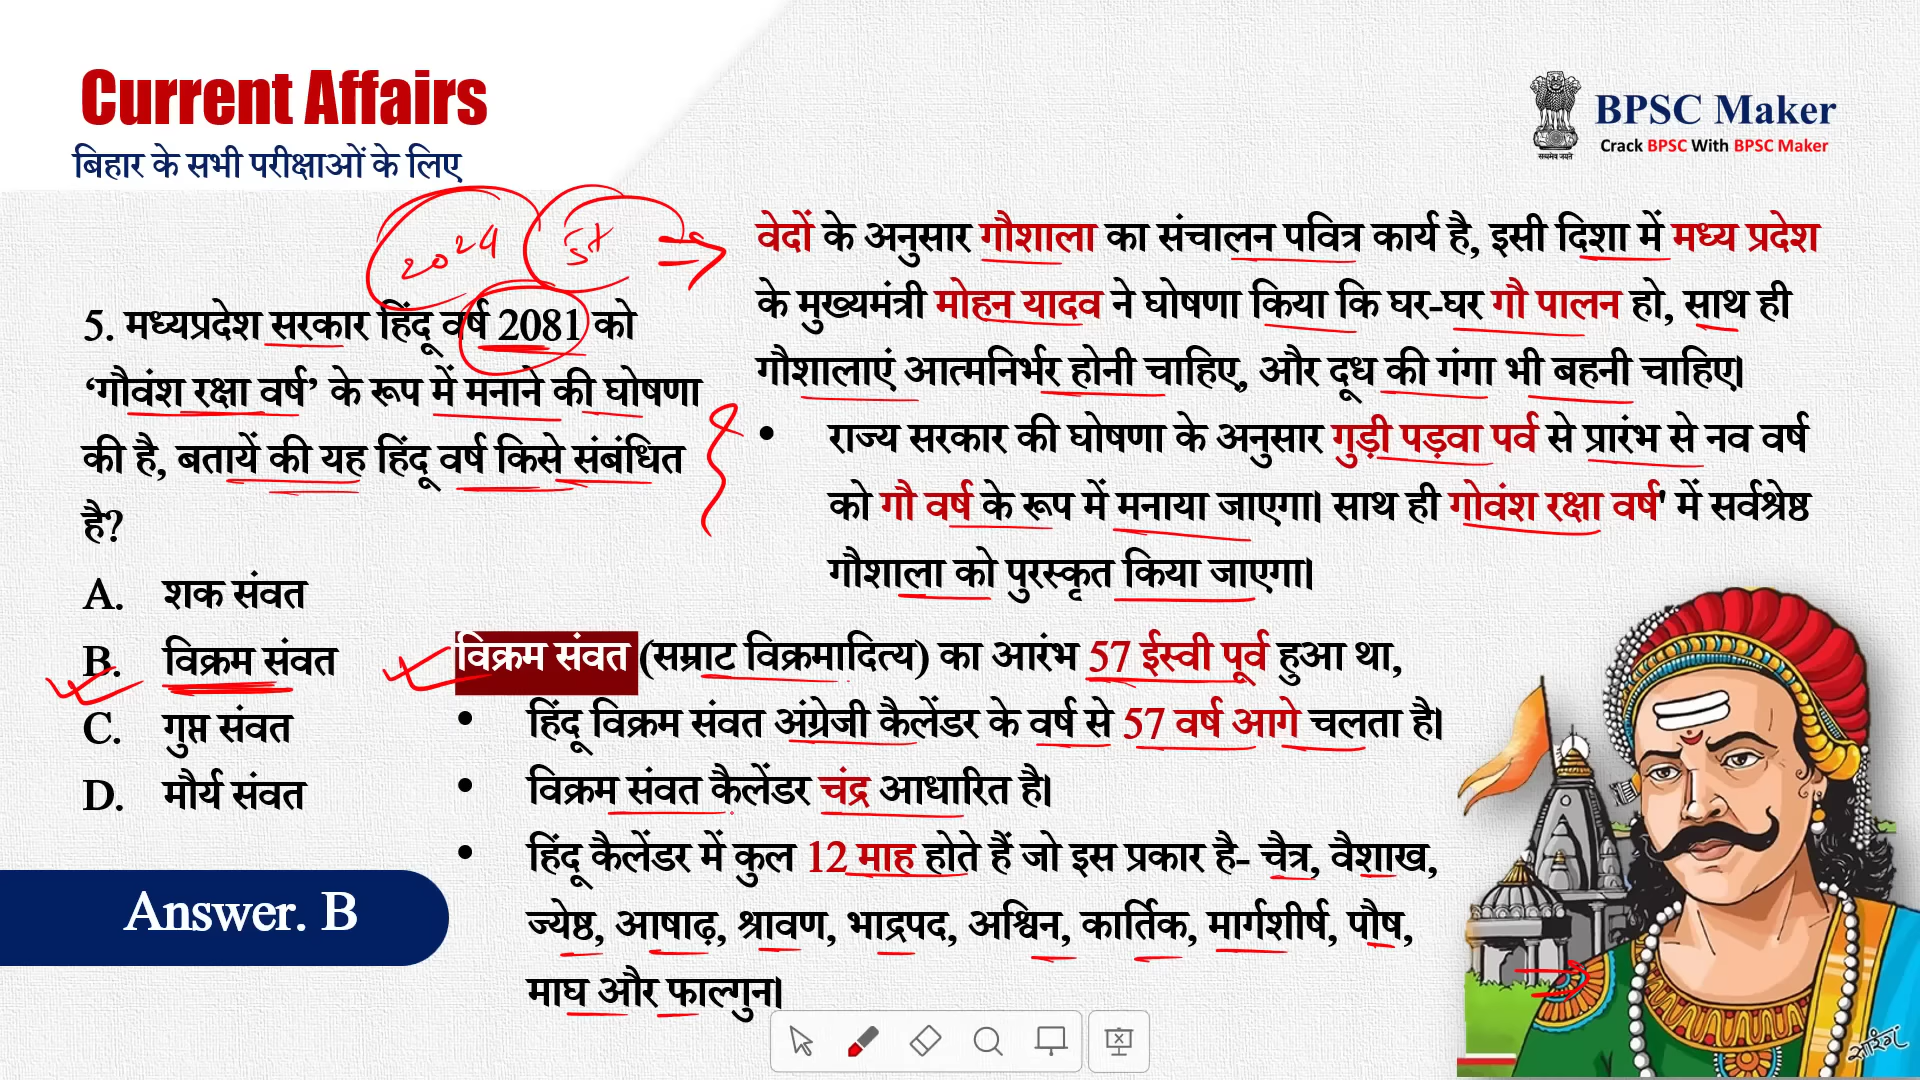 Current Affairs
बिहार के सभी परीक्षाओं के लिए
BPSC Maker
Crack BPSC With BPSC Maker
सत्यमेव जयते
2024
5. मध्यप्रदेश सरकार हिंदू वर्ष 2081 को
‘गौवंश रक्षा वर्ष’ के रूप में मनाने की घोषणा
की है, बतायें की यह हिंदू वर्ष किसे संबंधित
है?
A. शक संवत
B. विक्रम संवत
C. गुप्त संवत
D. मौर्य संवत
Answer. B
वेदों के अनुसार गौशाला का संचालन पवित्र कार्य है, इसी दिशा में मध्य प्रदेश
के मुख्यमंत्री मोहन यादव ने घोषणा किया कि घर-घर गौ पालन हो, साथ ही
गौशालाएं आत्मनिर्भर होनी चाहिए, और दूध की गंगा भी बहनी चाहिए।
• राज्य सरकार की घोषणा के अनुसार गुड़ी पड़वा पर्व से प्रारंभ से नव वर्ष
को गौ वर्ष के रूप में मनाया जाएगा। साथ ही गोवंश रक्षा वर्ष' में सर्वश्रेष्ठ
गौशाला को पुरस्कृत किया जाएगा।
विक्रम संवत (सम्राट विक्रमादित्य) का आरंभ 57 ईस्वी पूर्व हुआ था,
• हिंदू विक्रम संवत अंग्रेजी कैलेंडर के वर्ष से 57 वर्ष आगे चलता है।
• विक्रम संवत कैलेंडर चंद्र आधारित है।
• हिंदू कैलेंडर में कुल 12 माह होते हैं जो इस प्रकार है- चैत्र, वैशाख,
ज्येष्ठ, आषाढ़, श्रावण, भाद्रपद, अश्विन, कार्तिक, मार्गशीर्ष, पौष,
माघ और फाल्गुन।